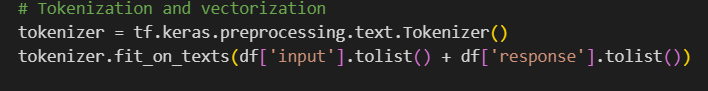 # Tokenization and vectorization
tokenizer = tf.keras.preprocessing.text.Tokenizer()
tokenizer.fit_on_texts(df['input'].tolist() + df['response'].tolist())